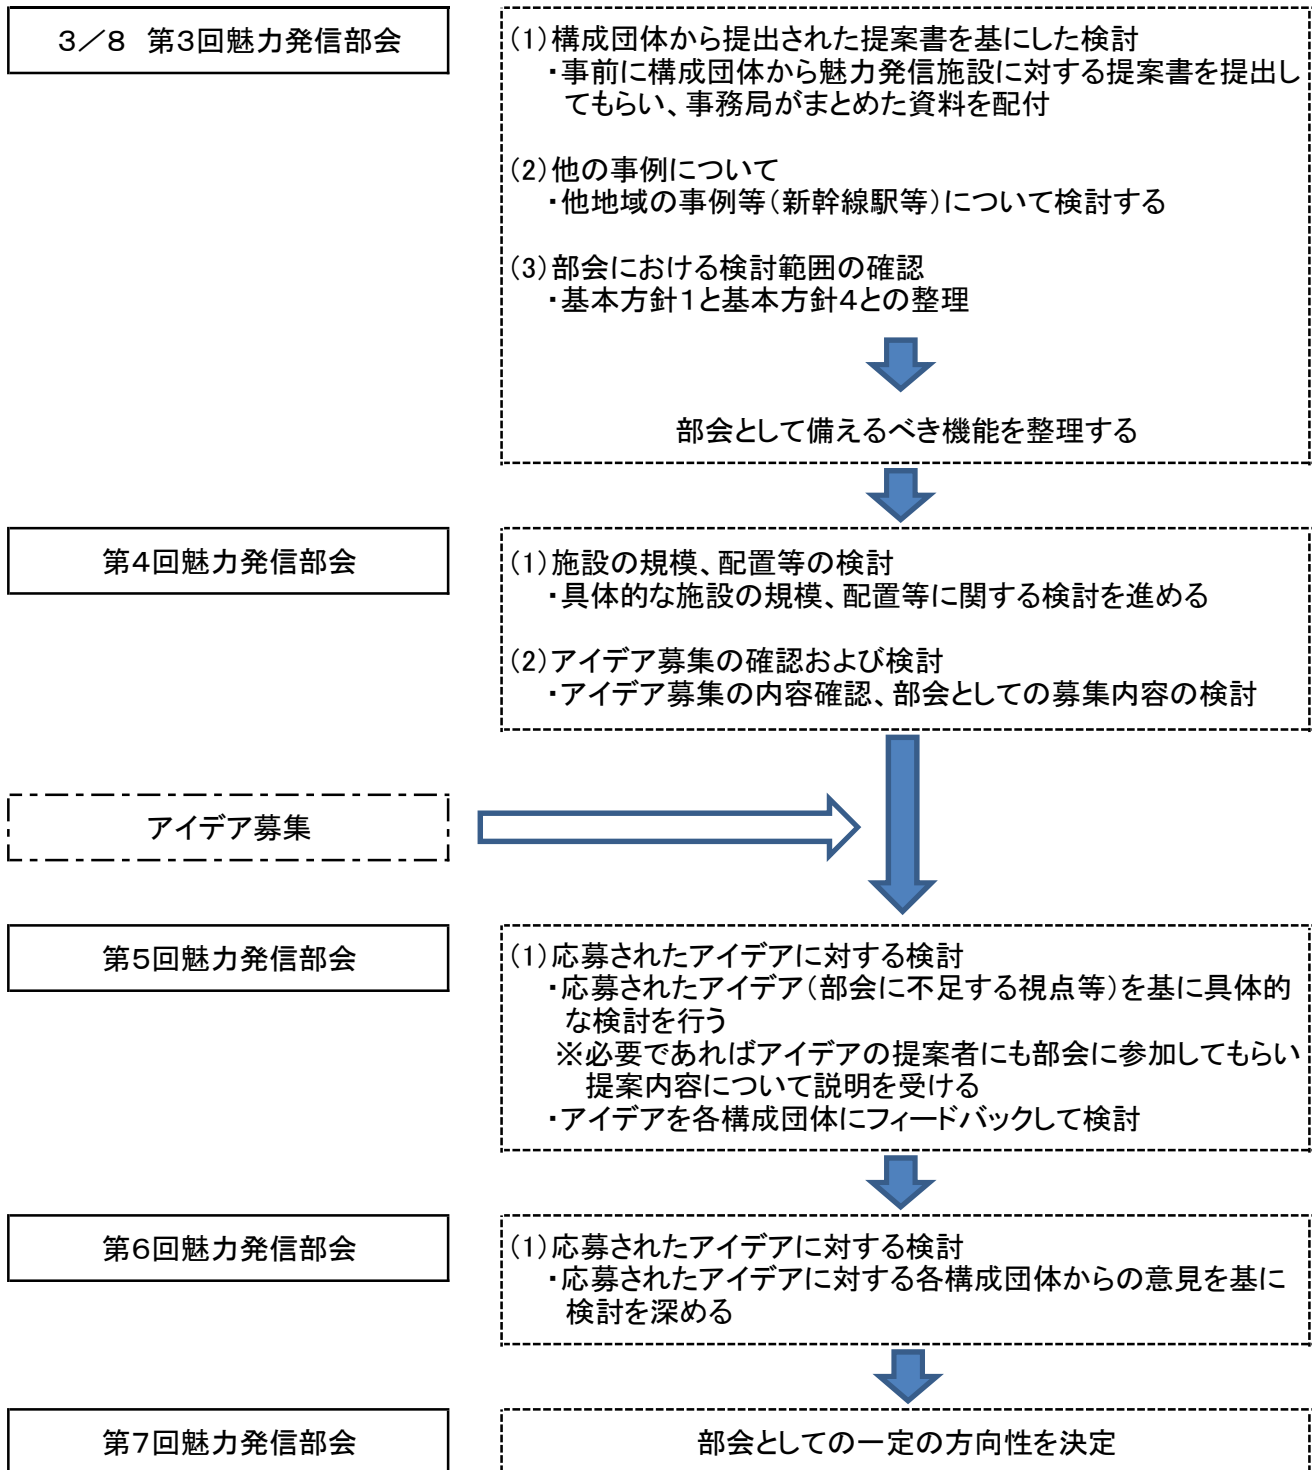 3／8 第3回魅力発信部会
(1)構成団体から提出された提案書を基にした検討
・事前に構成団体から魅力発信施設に対する提案書を提出し
てもらい、事務局がまとめた資料を配付
(2)他の事例について
・他地域の事例等(新幹線駅等)について検討する
(3)部会における検討範囲の確認
・基本方針1と基本方針4との整理
部会として備えるべき機能を整理する
第4回魅力発信部会
(1)施設の規模、配置等の検討
・具体的な施設の規模、配置等に関する検討を進める
(2)アイデア募集の確認および検討
・アイデア募集の内容確認、部会としての募集内容の検討
アイデア募集
第5回魅力発信部会
(1)応募されたアイデアに対する検討
・応募されたアイデア(部会に不足する視点等)を基に具体的
な検討を行う
※必要であればアイデアの提案者にも部会に参加してもらい
提案内容について説明を受ける
・アイデアを各構成団体にフィードバックして検討
第6回魅力発信部会
(1)応募されたアイデアに対する検討
・応募されたアイデアに対する各構成団体からの意見を基に
検討を深める
第7回魅力発信部会
部会としての一定の方向性を決定